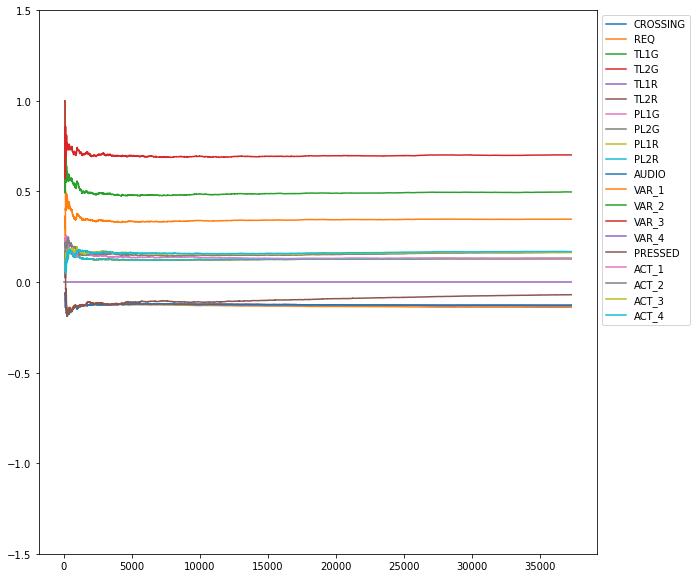 1.5
1.0
0.5
0.0
−0.5
−1.0
−1.5
0
5000
10000
15000
20000
25000
30000
35000
CROSSING
REQ
TL1G
TL2G
TL1R
TL2R
PL1G
PL2G
PL1R
PL2R
AUDIO
VAR_1
VAR_2
VAR_3
VAR_4
PRESSED
ACT_1
ACT_2
ACT_3
ACT_4